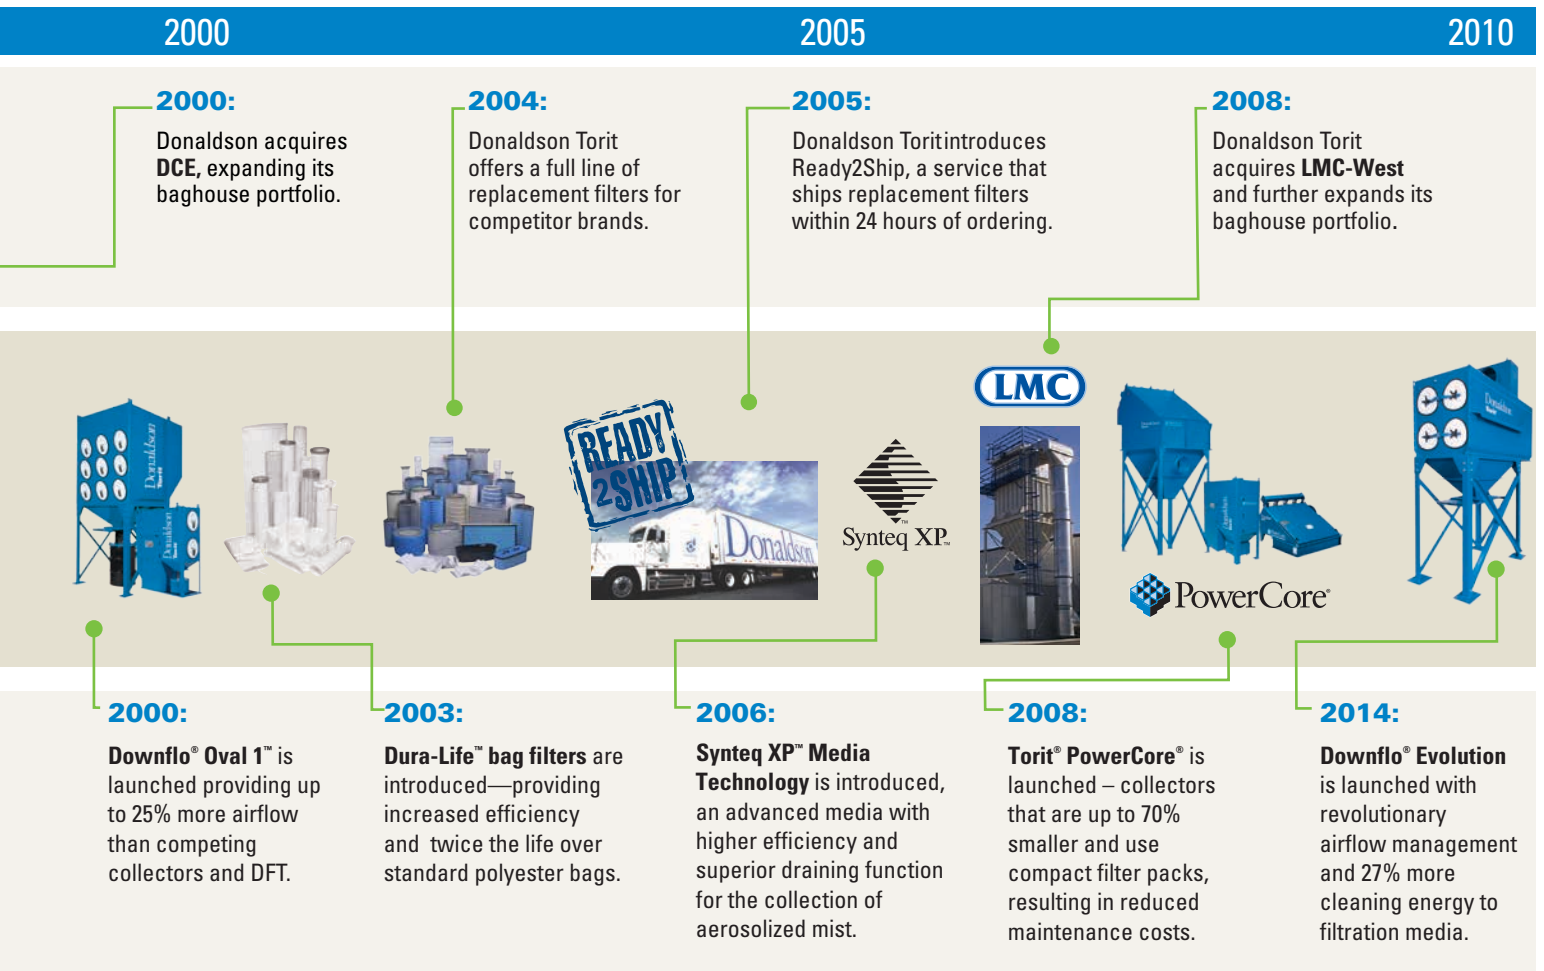 2000
2005
2010
2000:
Donaldson acquires
DCE, expanding its
baghouse portfolio.
2004:
Donaldson Torit
offers a full line of
replacement filters for
competitor brands.
2005:
Donaldson Toritintroduces
Ready2Ship, a service that
ships replacement filters
within 24 hours of ordering.
2008:
Donaldson Torit
acquires LMC-West
and further expands its
baghouse portfolio.
Donaldson
Donaldson
READY
2SHIP
Donaldson
Synteq XP™
LMC
PowerCore®
Donaldson
2000:
Downflo® Oval 1™ is
launched providing up
to 25% more airflow
than competing
collectors and DFT.
2003:
Dura-Life™ bag filters are
introduced—providing
increased efficiency
and twice the life over
standard polyester bags.
2006:
Synteq XP™ Media
Technology is introduced,
an advanced media with
higher efficiency and
superior draining function
for the collection of
aerosolized mist.
2008:
Torit® PowerCore® is
launched – collectors
that are up to 70%
smaller and use
compact filter packs,
resulting in reduced
maintenance costs.
2014:
Downflo® Evolution
is launched with
revolutionary
airflow management
and 27% more
cleaning energy to
filtration media.